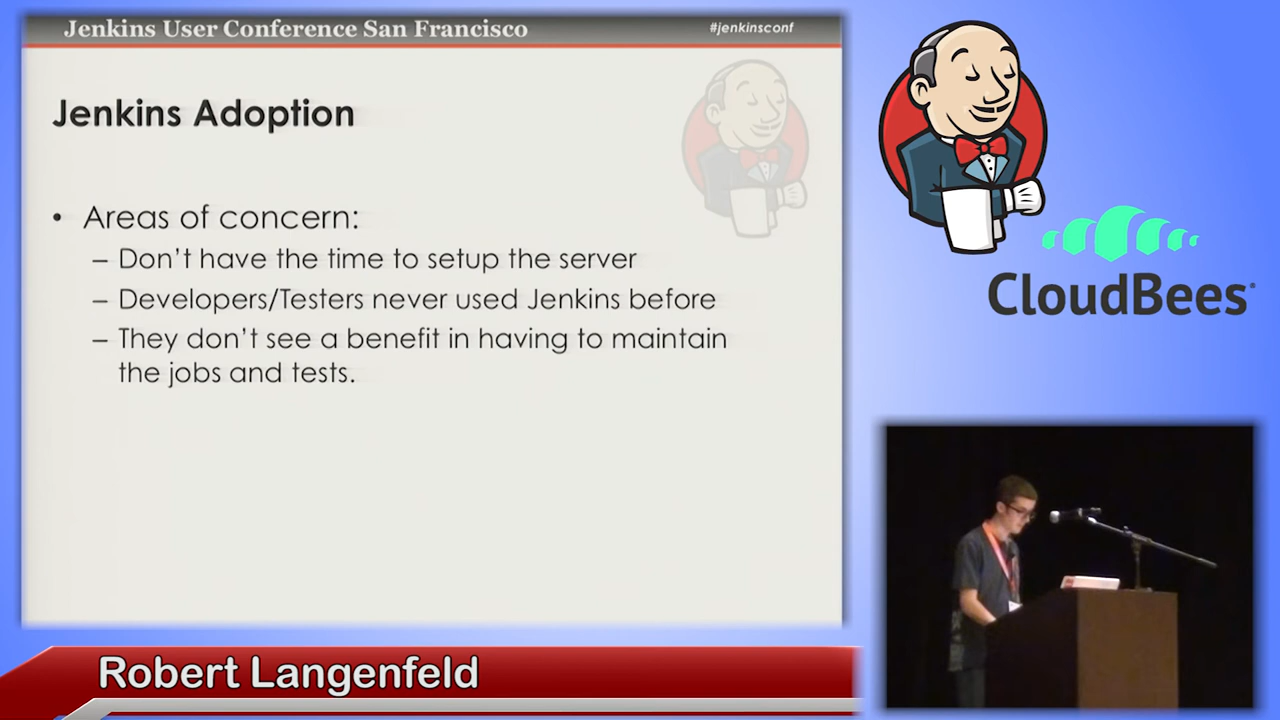 Jenkins User Conference San Francisco
#jenkinsconf
Jenkins Adoption
• Areas of concern:
– Don't have the time to setup the server
– Developers/Testers never used Jenkins before
– They don't see a benefit in having to maintain
the jobs and tests.
CloudBees
Robert Langenfeld